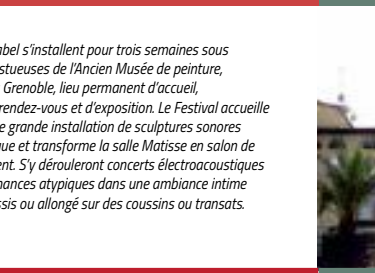 abel s'installent pour trois semaines sous
stueuses de l'Ancien Musée de peinture,
Grenoble, lieu permanent d'accueil,
rendez-vous et d'exposition. Le Festival accueille
e grande installation de sculptures sonores
que et transforme la salle Matisse en salon de
ent. S'y dérouleront concerts électroacoustiques
mances atypiques dans une ambiance intime
ssis ou allongé sur des coussins ou transats.